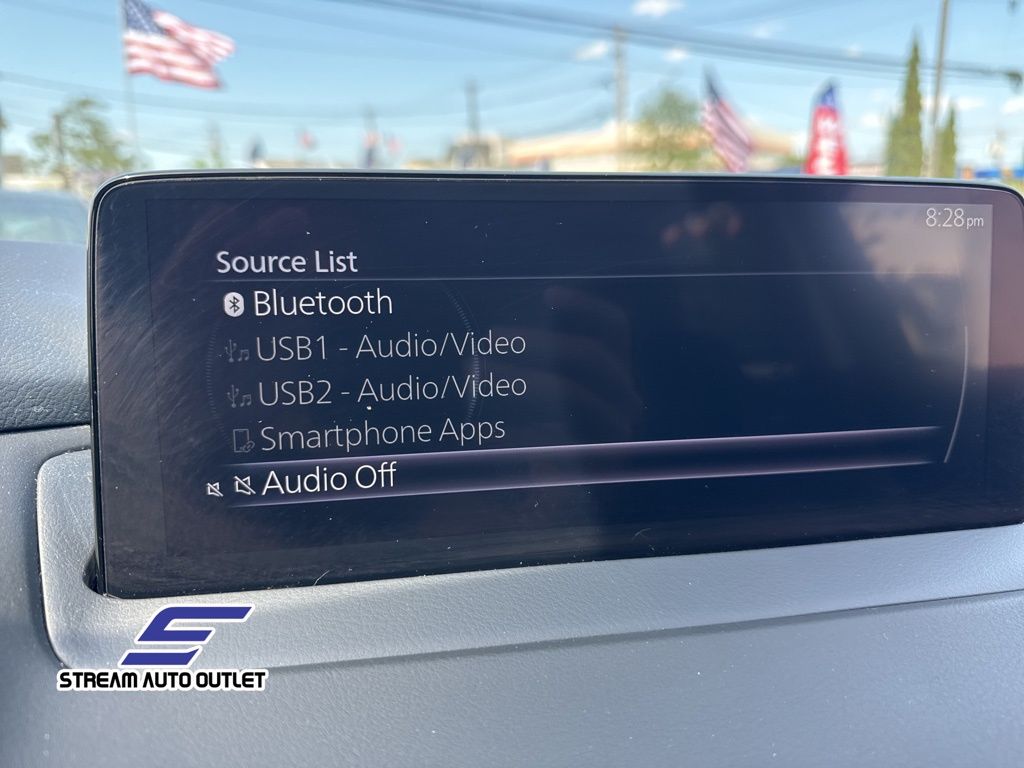 8:28pm
Source List
Bluetooth
USB1 - Audio/Video
USB2 - Audio/Video
Smartphone Apps
Audio Off
STREAM AUTO OUTLET